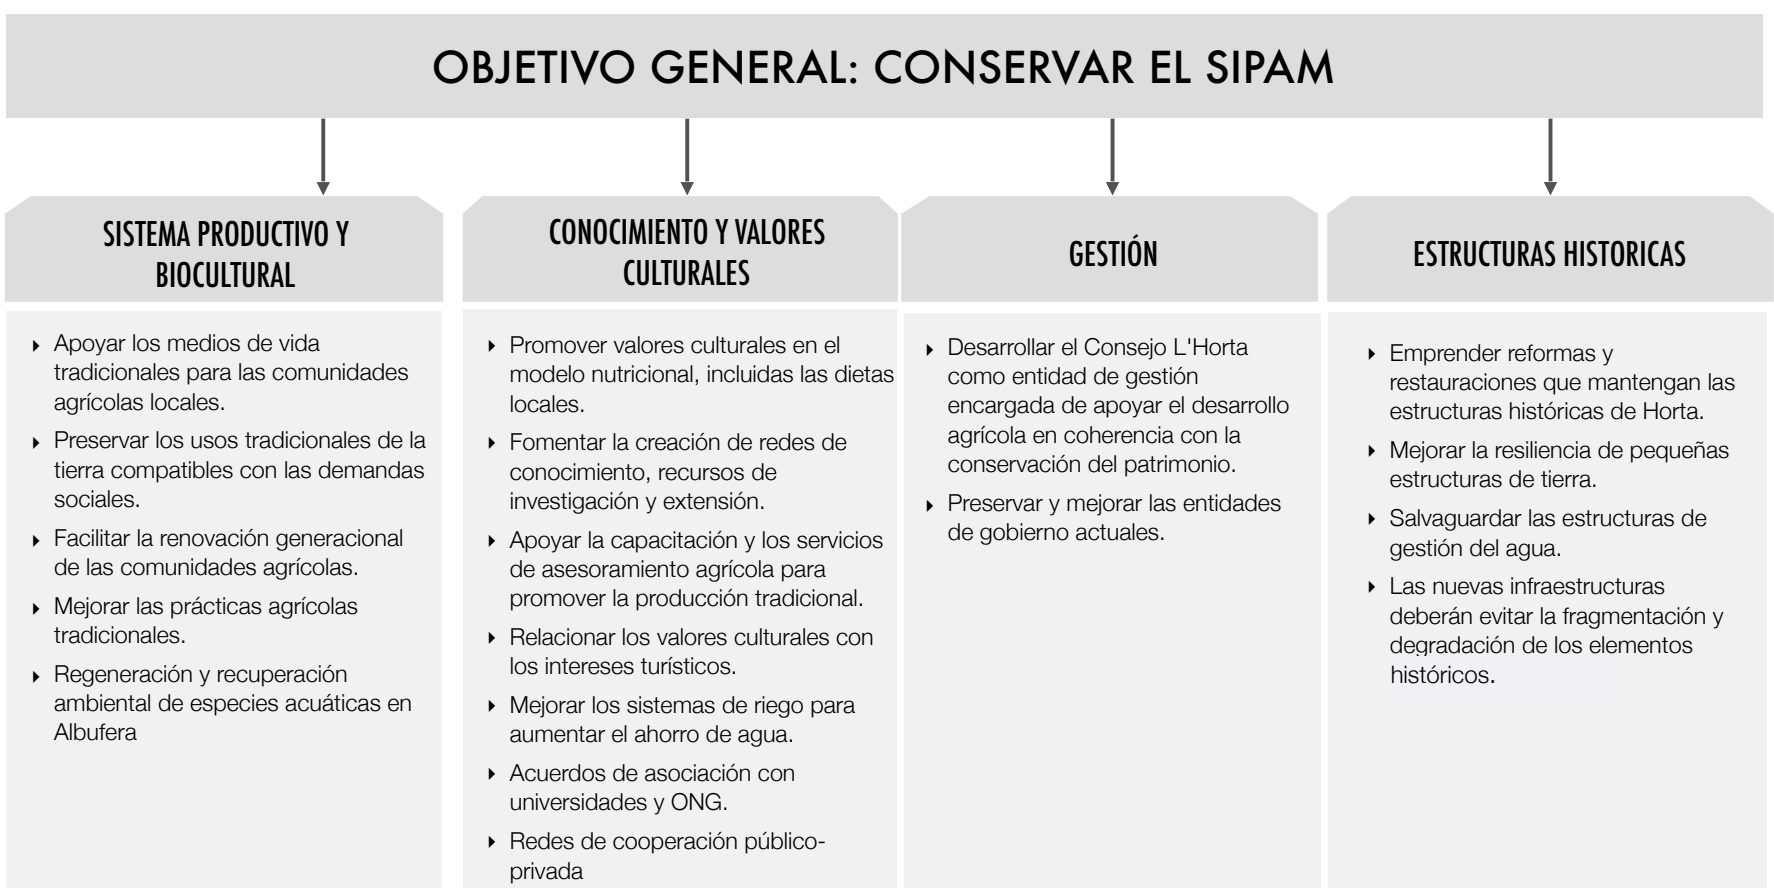 OBJETIVO GENERAL: CONSERVAR EL SIPAM
SISTEMA PRODUCTIVO Y
BIOCULTURAL
▸ Apoyar los medios de vida
tradicionales para las comunidades
agrícolas locales.
▸ Preservar los usos tradicionales de la
tierra compatibles con las demandas
sociales.
▸ Facilitar la renovación generacional
de las comunidades agrícolas.
▸ Mejorar las prácticas agrícolas
tradicionales.
▸ Regeneración y recuperación
ambiental de especies acuáticas en
Albufera
CONOCIMIENTO Y VALORES
CULTURALES
▸ Promover valores culturales en el
modelo nutricional, incluidas las dietas
locales.
▸ Fomentar la creación de redes de
conocimiento, recursos de
investigación y extensión.
▸ Apoyar la capacitación y los servicios
de asesoramiento agrícola para
promover la producción tradicional.
▸ Relacionar los valores culturales con
los intereses turísticos.
▸ Mejorar los sistemas de riego para
aumentar el ahorro de agua.
▸ Acuerdos de asociación con
universidades y ONG.
▸ Redes de cooperación público-
privada
GESTIÓN
▸ Desarrollar el Consejo L'Horta
como entidad de gestión
encargada de apoyar el desarrollo
agrícola en coherencia con la
conservación del patrimonio.
▸ Preservar y mejorar las entidades
de gobierno actuales.
ESTRUCTURAS HISTORICAS
▸ Emprender reformas y
restauraciones que mantengan las
estructuras históricas de Horta.
▸ Mejorar la resiliencia de pequeñas
estructuras de tierra.
▸ Salvaguardar las estructuras de
gestión del agua.
▸ Las nuevas infraestructuras
deberán evitar la fragmentación y
degradación de los elementos
históricos.